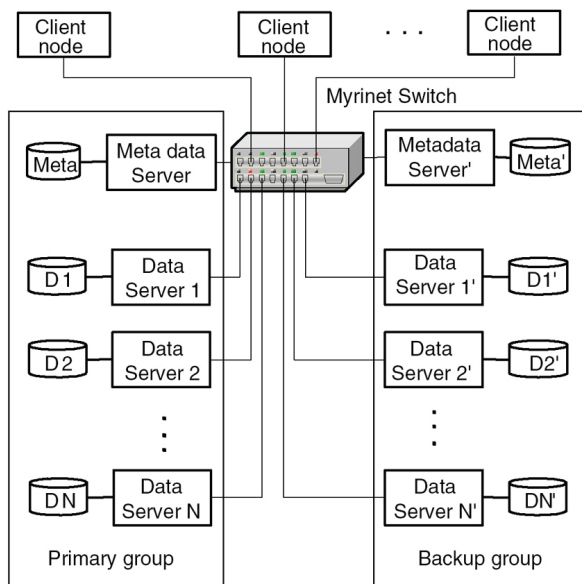 Client
node
Client
node
. . .
Client
node
Myrinet Switch
Meta
Meta data
Server
Metadata
Server'
Meta'
D1
Data
Server 1
Data
Server 1'
D1'
D2
Data
Server 2
Data
Server 2'
D2'
DN
Data
Server N
Data
Server N'
DN'
Primary group
Backup group